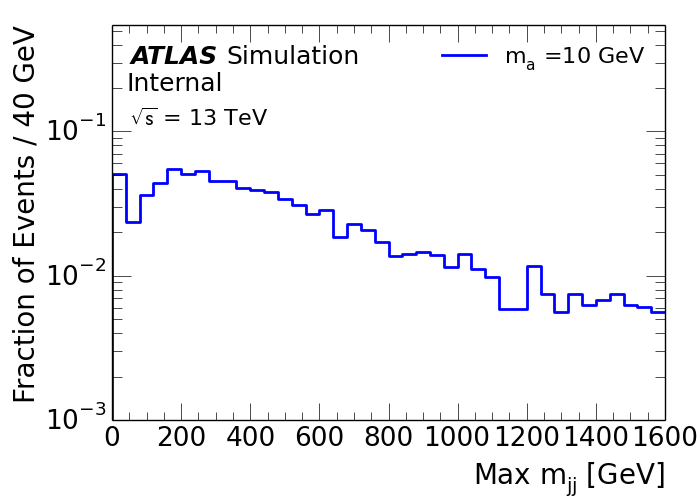 ATLAS Simulation
Internal
√s = 13 TeV
m_a =10 GeV
Fraction of Events / 40 GeV
10⁻¹
10⁻²
10⁻³
0 200 400 600 800 1000 1200 1400 1600
Max m_jj [GeV]